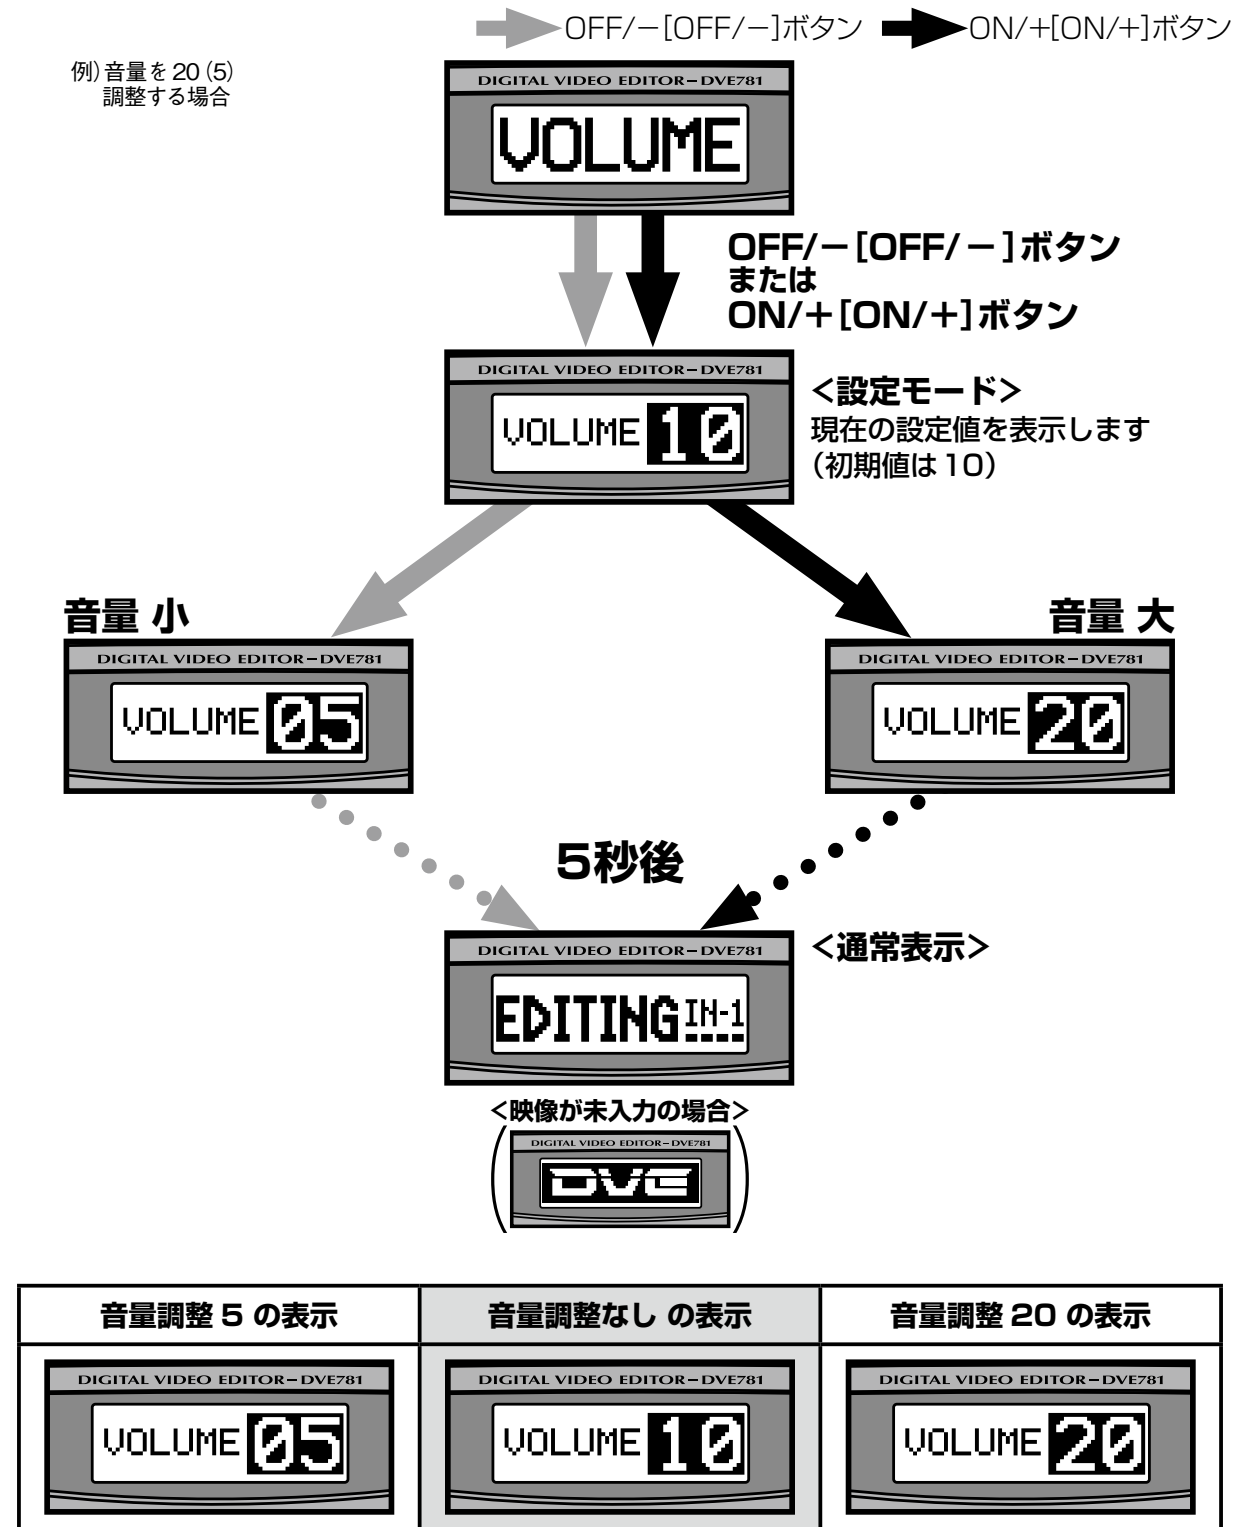 OFF/－[OFF/－]ボタン ON/＋[ON/＋]ボタン
例）音量を20（5）
調整する場合
DIGITAL VIDEO EDITOR－DVE781
VOLUME
OFF/－[OFF/－]ボタン
または
ON/＋[ON/＋]ボタン
DIGITAL VIDEO EDITOR－DVE781
VOLUME 10
＜設定モード＞
現在の設定値を表示します
（初期値は10）
音量 小
音量 大
DIGITAL VIDEO EDITOR－DVE781
VOLUME 05
DIGITAL VIDEO EDITOR－DVE781
VOLUME 20
5秒後
DIGITAL VIDEO EDITOR－DVE781
EDITING IN-1
＜通常表示＞
＜映像が未入力の場合＞
DIGITAL VIDEO EDITOR－DVE781
DVE
音量調整 5 の表示
音量調整なし の表示
音量調整 20 の表示
DIGITAL VIDEO EDITOR－DVE781
VOLUME 05
DIGITAL VIDEO EDITOR－DVE781
VOLUME 10
DIGITAL VIDEO EDITOR－DVE781
VOLUME 20